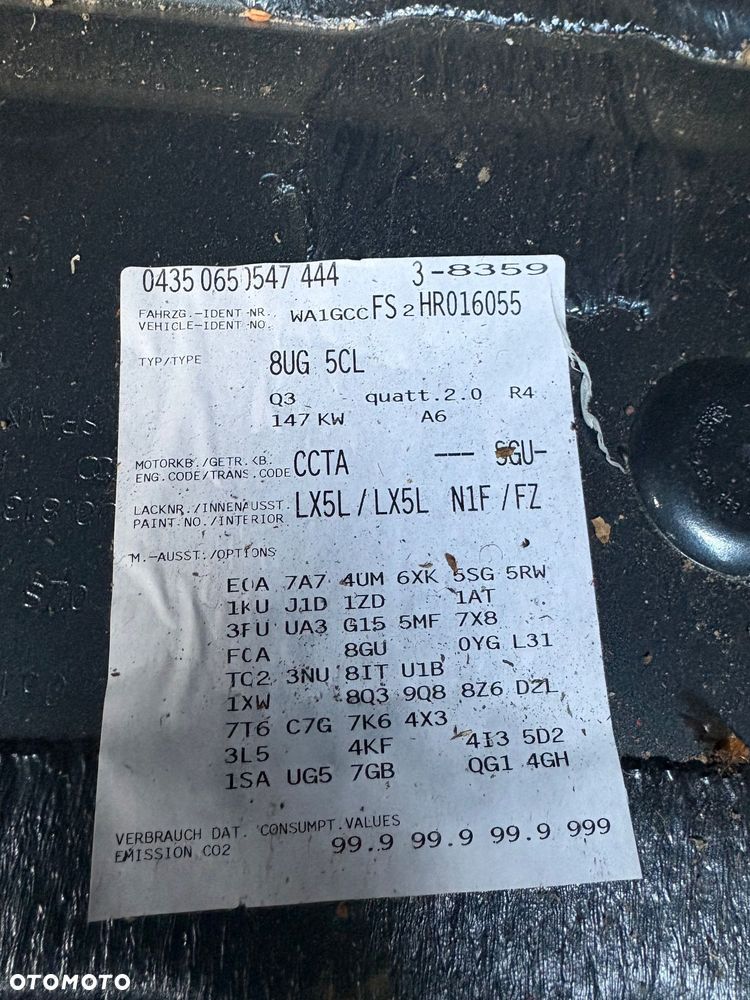 0435 065 0547 444 3-8359
FAHRZG.-IDENT-NR. 
VEHICLE-IDENT-NO. WA1GCCFS2HR016055
TYP/TYPE 8UG 5CL
Q3 quatt.2.0 R4
147 KW A6
MOTORKB./GETR.KB.
ENG.CODE/TRANS.CODE CCTA --- SGU-
LACKNR./INNENAUSST.
PAINT.NO./INTERIOR LX5L/LX5L N1F/FZ
M.-AUSST./OPTIONS
E0A 7A7 4UM 6XK 5SG 5RW
1KU J1D 1ZD 1AT
3FU UA3 G15 5MF 7X8
F0A 8GU 0YG L31
TC2 3NU 8IT U1B
1XW 8Q3 9Q8 8Z6 D2L
7T6 C7G 7K6 4X3
3L5 4KF 4I3 5D2
1SA UG5 7GB QG1 4GH
VERBRAUCH DAT. CONSUMPT.VALUES
EMISSION CO2 99.9 99.9 99.9 999
OTOMOTO